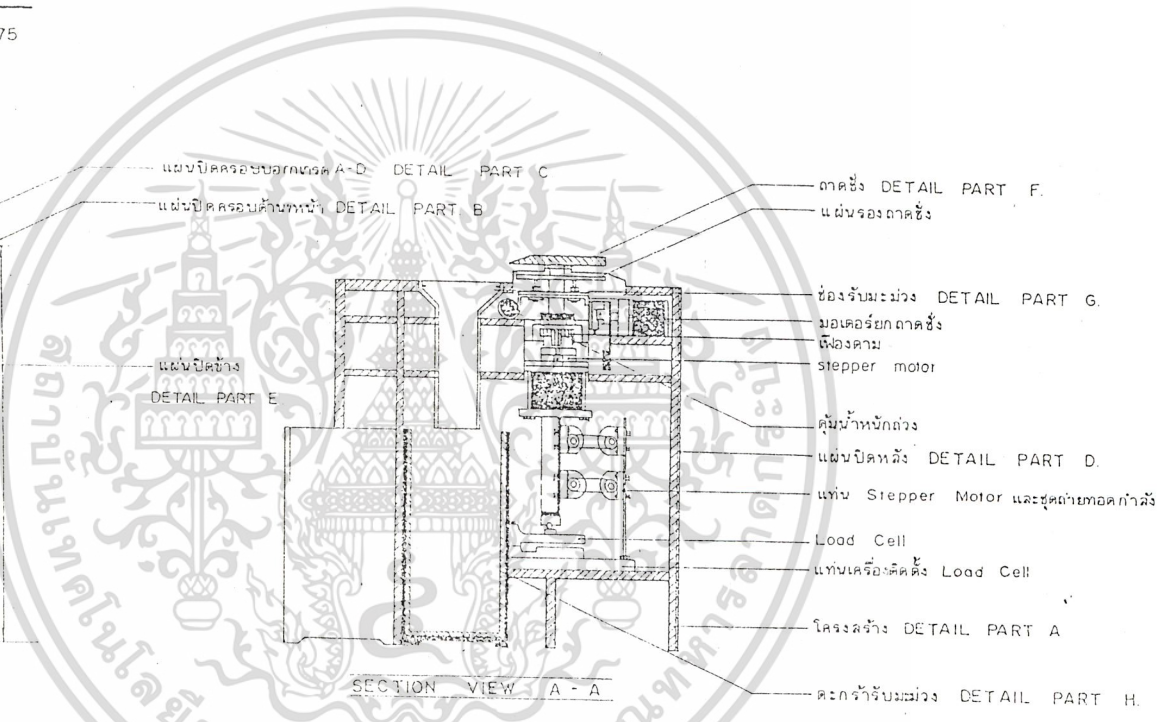 75
แผ่นปิดครอบบอกเกรด A-D DETAIL PART C
แผ่นปิดครอบด้านหน้า DETAIL PART B
แผ่นปิดข้าง
DETAIL PART E.
ถาดชั่ง DETAIL PART F.
แผ่นรองถาดชั่ง
ช่องรับมะม่วง DETAIL PART G.
มอเตอร์ยกถาดชั่ง
เฟืองตาม
stepper motor
ตุ้มน้ำหนักถ่วง
แผ่นปิดหลัง DETAIL PART D.
แท่น Stepper Motor และชุดถ่ายทอดกำลัง
Load Cell
แท่นเครื่องติดตั้ง Load Cell
โครงสร้าง DETAIL PART A
ตะกร้ารับมะม่วง DETAIL PART H.
SECTION VIEW A - A